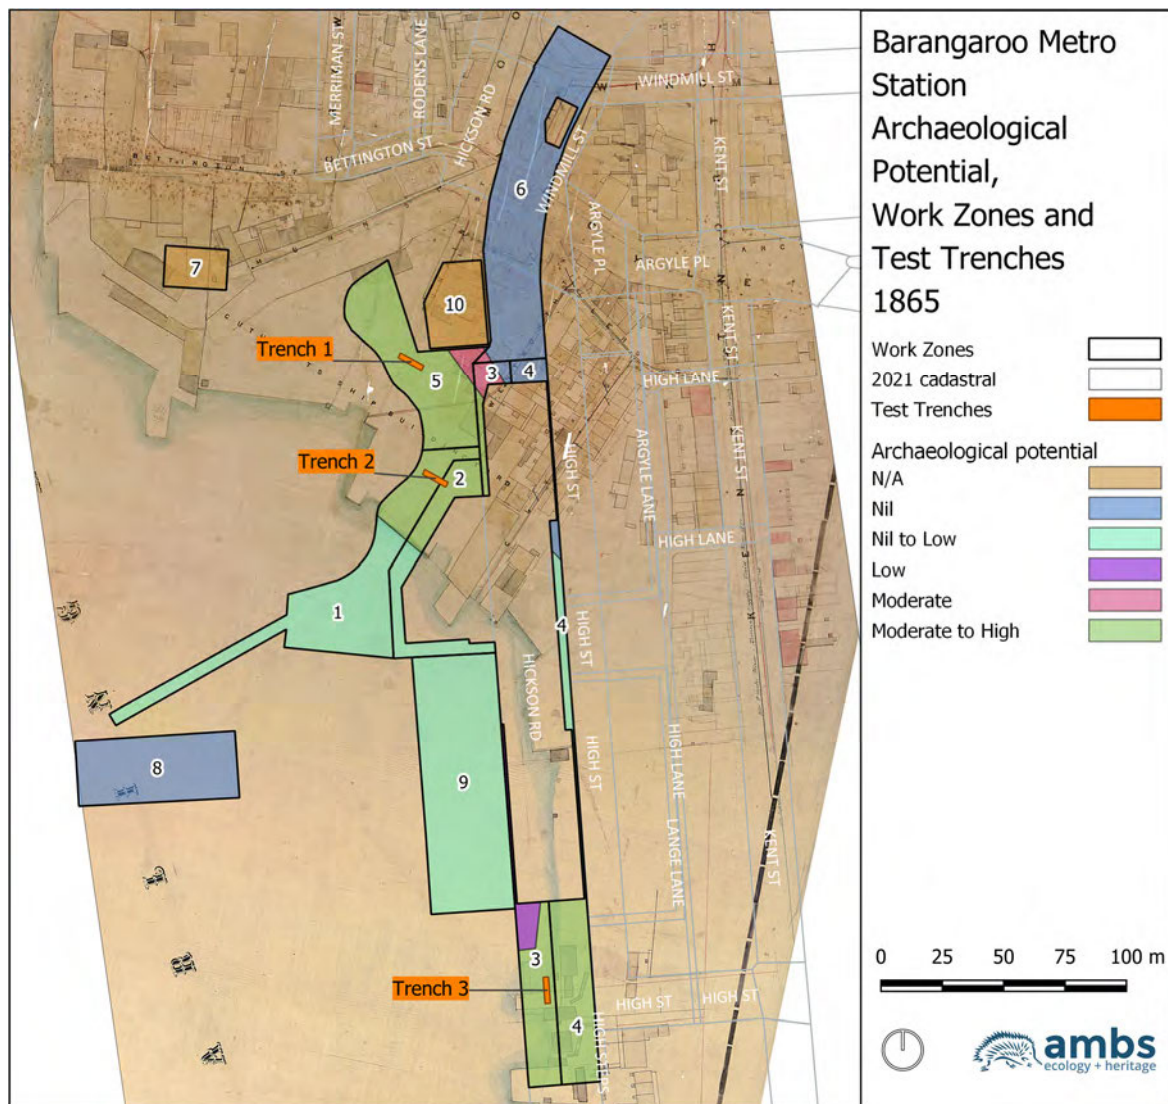 Barangaroo Metro
Station
Archaeological
Potential,
Work Zones and
Test Trenches
1865
Work Zones
2021 cadastral
Test Trenches
Archaeological potential
N/A
Nil
Nil to Low
Low
Moderate
Moderate to High
0 25 50 75 100 m
ambs
ecology + heritage
MERRIMAN ST
RODENS LANE
HICKSON RD
BETTINGTON ST
WINDMILL ST
WINDMILL ST
KENT ST
ARGYLE PL
ARGYLE PL
KENT ST
HIGH LANE
KENT ST
ARGYLE LANE
HIGH ST
HIGH LANE
HIGH ST
HICKSON RD
HIGH ST
HIGH LANE
LANGE LANE
KENT ST
HIGH ST
HIGH ST
HIGH STEPS
Trench 1
Trench 2
Trench 3
6
7
10
5
3
4
2
1
4
8
9
3
4